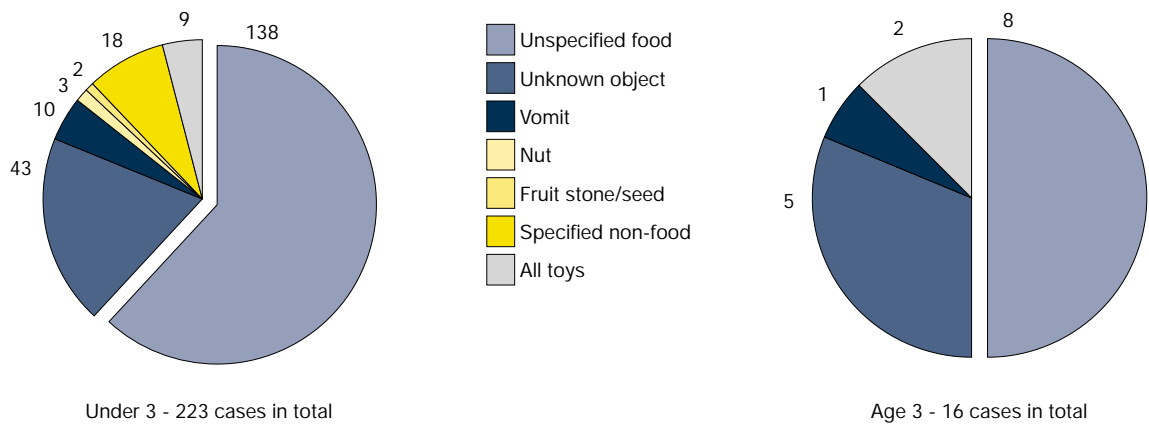 9
138
18
2
3
10
43
Unspecified food
Unknown object
Vomit
Nut
Fruit stone/seed
Specified non-food
All toys
8
2
1
5
Under 3 - 223 cases in total
Age 3 - 16 cases in total